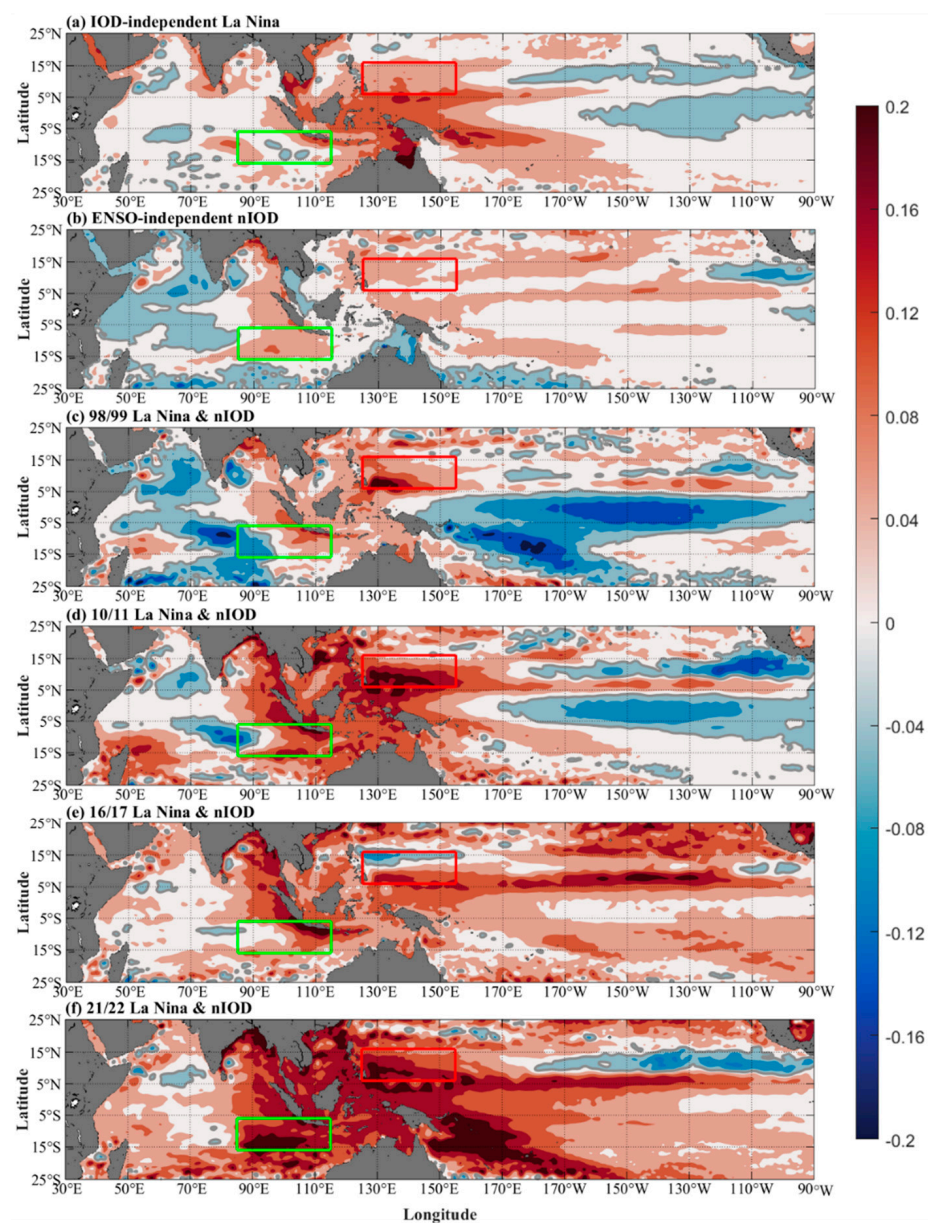 (a) IOD-independent La Nina
25°N
15°N
5°N
5°S
15°S
25°S
Latitude
30°E 50°E 70°E 90°E 110°E 130°E 150°E 170°E 170°W 150°W 130°W 110°W 90°W
(b) ENSO-independent nIOD
25°N
15°N
5°N
5°S
15°S
25°S
Latitude
30°E 50°E 70°E 90°E 110°E 130°E 150°E 170°E 170°W 150°W 130°W 110°W 90°W
(c) 98/99 La Nina & nIOD
25°N
15°N
5°N
5°S
15°S
25°S
Latitude
30°E 50°E 70°E 90°E 110°E 130°E 150°E 170°E 170°W 150°W 130°W 110°W 90°W
(d) 10/11 La Nina & nIOD
25°N
15°N
5°N
5°S
15°S
25°S
Latitude
30°E 50°E 70°E 90°E 110°E 130°E 150°E 170°E 170°W 150°W 130°W 110°W 90°W
(e) 16/17 La Nina & nIOD
25°N
15°N
5°N
5°S
15°S
25°S
Latitude
30°E 50°E 70°E 90°E 110°E 130°E 150°E 170°E 170°W 150°W 130°W 110°W 90°W
(f) 21/22 La Nina & nIOD
25°N
15°N
5°N
5°S
15°S
25°S
Latitude
30°E 50°E 70°E 90°E 110°E 130°E 150°E 170°E 170°W 150°W 130°W 110°W 90°W
Longitude
0.2
0.16
0.12
0.08
0.04
0
-0.04
-0.08
-0.12
-0.16
-0.2